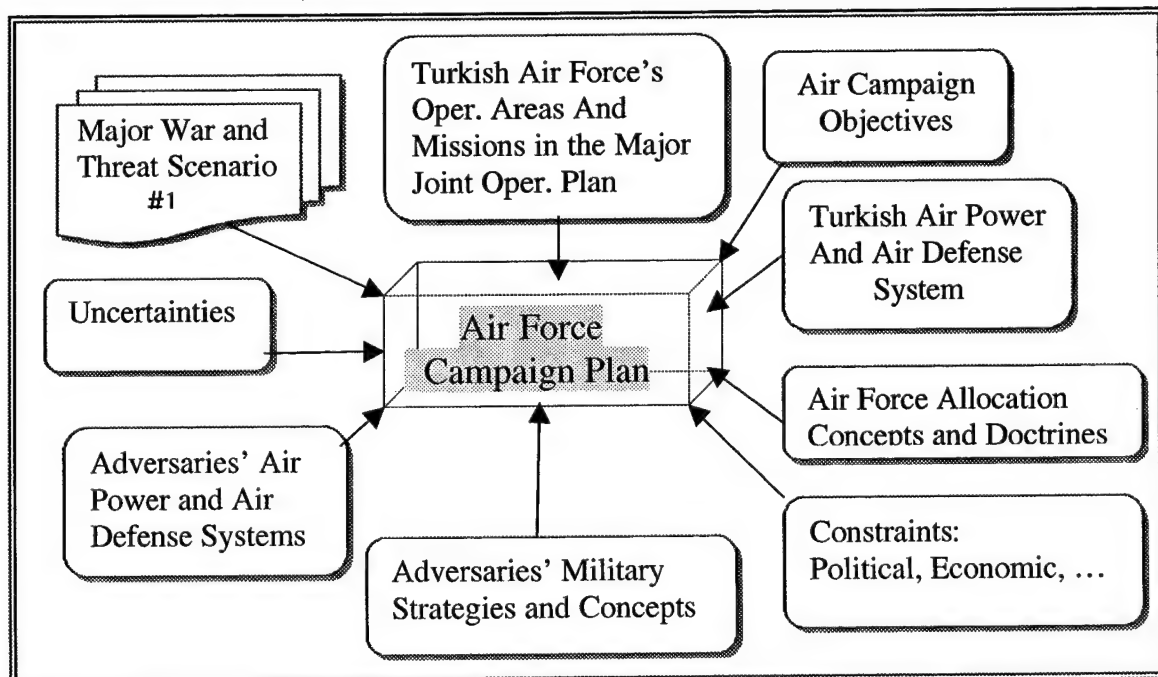 Major War and
Threat Scenario
#1
Turkish Air Force's
Oper. Areas And
Missions in the Major
Joint Oper. Plan
Air Campaign
Objectives
Turkish Air Power
And Air Defense
System
Uncertainties
Air Force
Campaign Plan
Air Force Allocation
Concepts and Doctrines
Adversaries' Air
Power and Air
Defense Systems
Adversaries' Military
Strategies and Concepts
Constraints:
Political, Economic, …